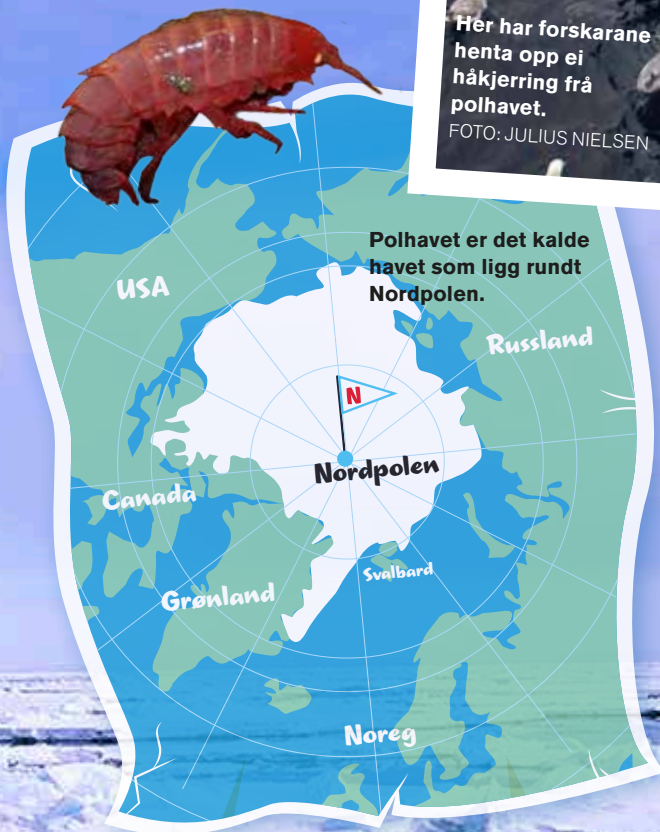 Her har forskarane
henta opp ei
håkjerring frå
polhavet.
FOTO: JULIUS NIELSEN
Polhavet er det kalde
havet som ligg rundt
Nordpolen.
USA
Russland
N
Nordpolen
Canada
Svalbard
Grønland
Noreg